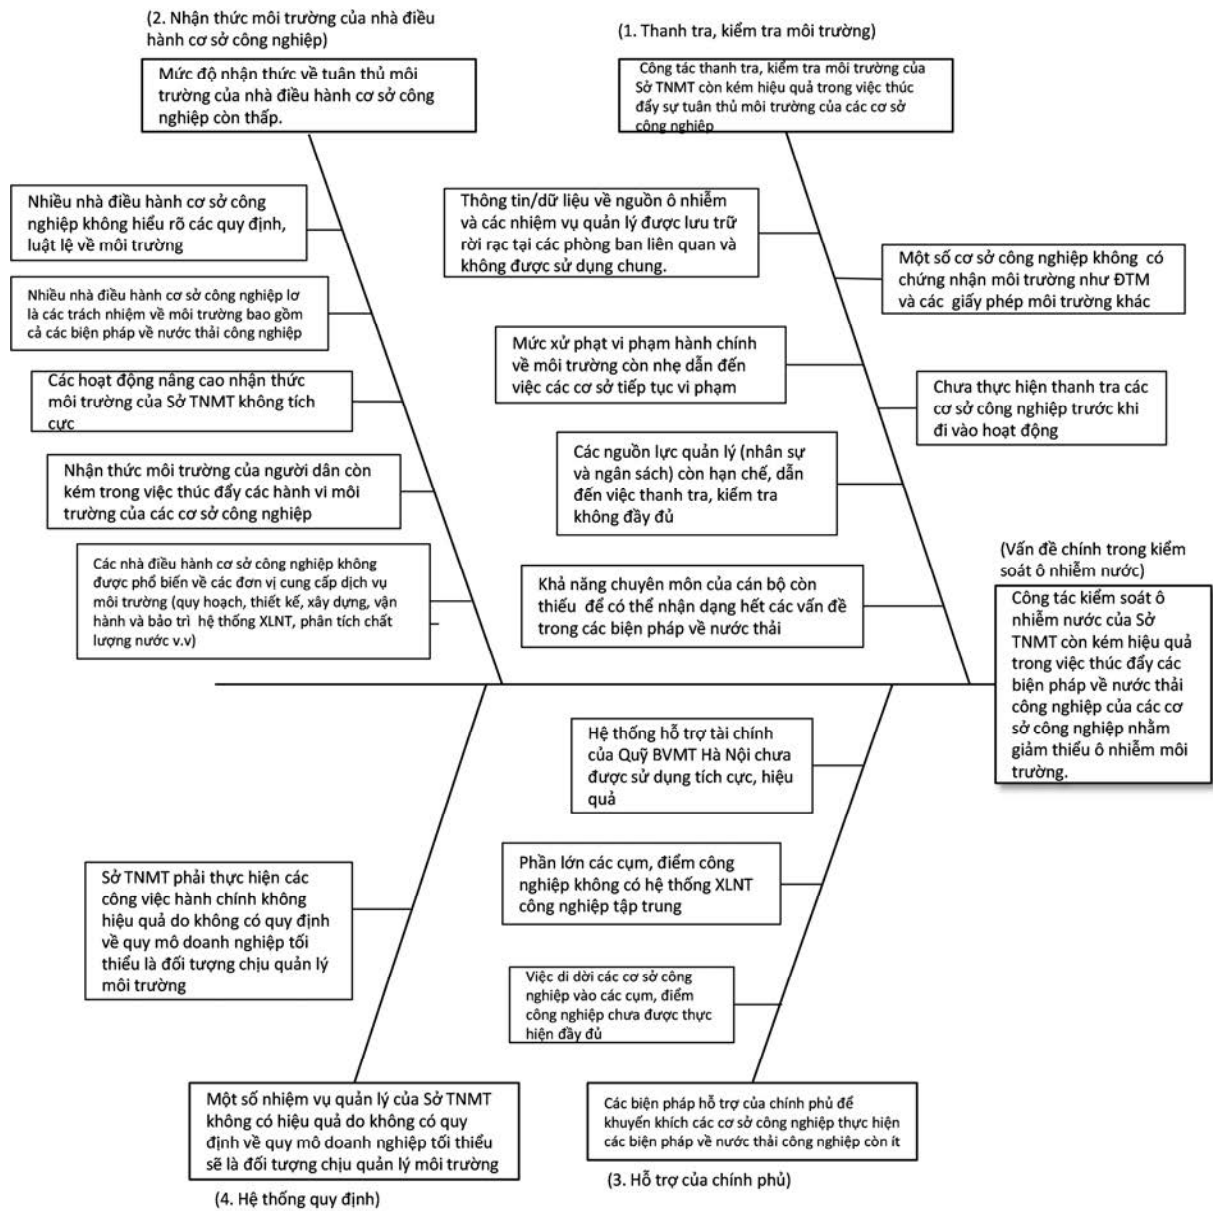 (2. Nhận thức môi trường của nhà điều
hành cơ sở công nghiệp)
Mức độ nhận thức về tuân thủ môi
trường của nhà điều hành cơ sở công
nghiệp còn thấp.
Nhiều nhà điều hành cơ sở công
nghiệp không hiểu rõ các quy định,
luật lệ về môi trường
Nhiều nhà điều hành cơ sở công nghiệp lơ
là các trách nhiệm về môi trường bao gồm
cả các biện pháp về nước thải công nghiệp
Các hoạt động nâng cao nhận thức
môi trường của Sở TNMT không tích
cực
Nhận thức môi trường của người dân còn
kém trong việc thúc đẩy các hành vi môi
trường của các cơ sở công nghiệp
Các nhà điều hành cơ sở công nghiệp không
được phổ biến về các đơn vị cung cấp dịch vụ
môi trường (quy hoạch, thiết kế, xây dựng, vận
hành và bảo trì hệ thống XLNT, phân tích chất
lượng nước v.v)
(1. Thanh tra, kiểm tra môi trường)
Công tác thanh tra, kiểm tra môi trường của
Sở TNMT còn kém hiệu quả trong việc thúc
đẩy sự tuân thủ môi trường của các cơ sở
công nghiệp
Thông tin/dữ liệu về nguồn ô nhiễm
và các nhiệm vụ quản lý được lưu trữ
rời rạc tại các phòng ban liên quan và
không được sử dụng chung.
Mức xử phạt vi phạm hành chính
về môi trường còn nhẹ dẫn đến
việc các cơ sở tiếp tục vi phạm
Các nguồn lực quản lý (nhân sự
và ngân sách) còn hạn chế, dẫn
đến việc thanh tra, kiểm tra
không đầy đủ
Khả năng chuyên môn của cán bộ còn
thiếu để có thể nhận dạng hết các vấn đề
trong các biện pháp về nước thải
Một số cơ sở công nghiệp không có
chứng nhận môi trường như ĐTM
và các giấy phép môi trường khác
Chưa thực hiện thanh tra các
cơ sở công nghiệp trước khi
đi vào hoạt động
(Vấn đề chính trong kiểm
soát ô nhiễm nước)
Công tác kiểm soát ô
nhiễm nước của Sở
TNMT còn kém hiệu quả
trong việc thúc đẩy các
biện pháp về nước thải
công nghiệp của các cơ
sở công nghiệp nhằm
giảm thiểu ô nhiễm môi
trường.
Hệ thống hỗ trợ tài chính
của Quỹ BVMT Hà Nội chưa
được sử dụng tích cực, hiệu
quả
Phần lớn các cụm, điểm công
nghiệp không có hệ thống XLNT
công nghiệp tập trung
Việc di dời các cơ sở công
nghiệp vào các cụm, điểm
công nghiệp chưa được thực
hiện đầy đủ
Các biện pháp hỗ trợ của chính phủ để
khuyến khích các cơ sở công nghiệp thực hiện
các biện pháp về nước thải công nghiệp còn ít
(3. Hỗ trợ của chính phủ)
Sở TNMT phải thực hiện các
công việc hành chính không
hiệu quả do không có quy định
về quy mô doanh nghiệp tối
thiểu là đối tượng chịu quản lý
môi trường
Một số nhiệm vụ quản lý của Sở TNMT
không có hiệu quả do không có quy
định về quy mô doanh nghiệp tối thiểu
sẽ là đối tượng chịu quản lý môi trường
(4. Hệ thống quy định)